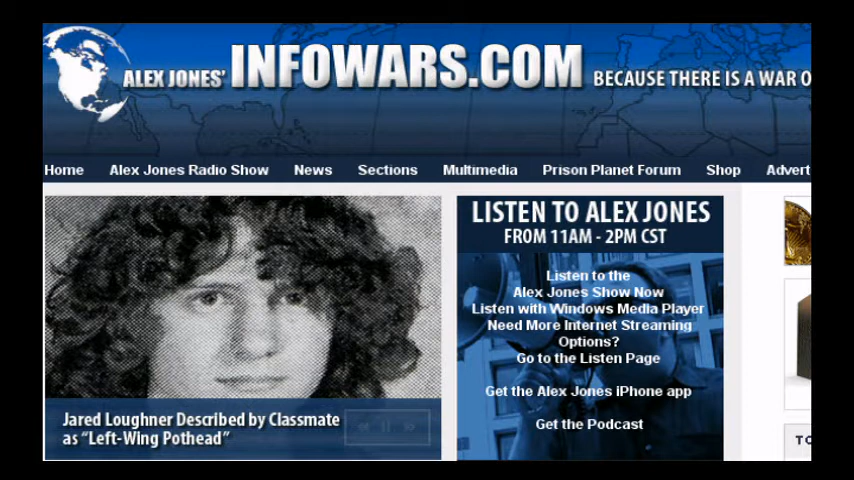 ALEX JONES' INFOWARS.COM BECAUSE THERE IS A WAR O
Home Alex Jones Radio Show News Sections Multimedia Prison Planet Forum Shop Advert
LISTEN TO ALEX JONES
FROM 11AM - 2PM CST
Listen to the
Alex Jones Show Now
Listen with Windows Media Player
Need More Internet Streaming
Options?
Go to the Listen Page
Get the Alex Jones iPhone app
Get the Podcast
Jared Loughner Described by Classmate
as “Left-Wing Pothead”
TO